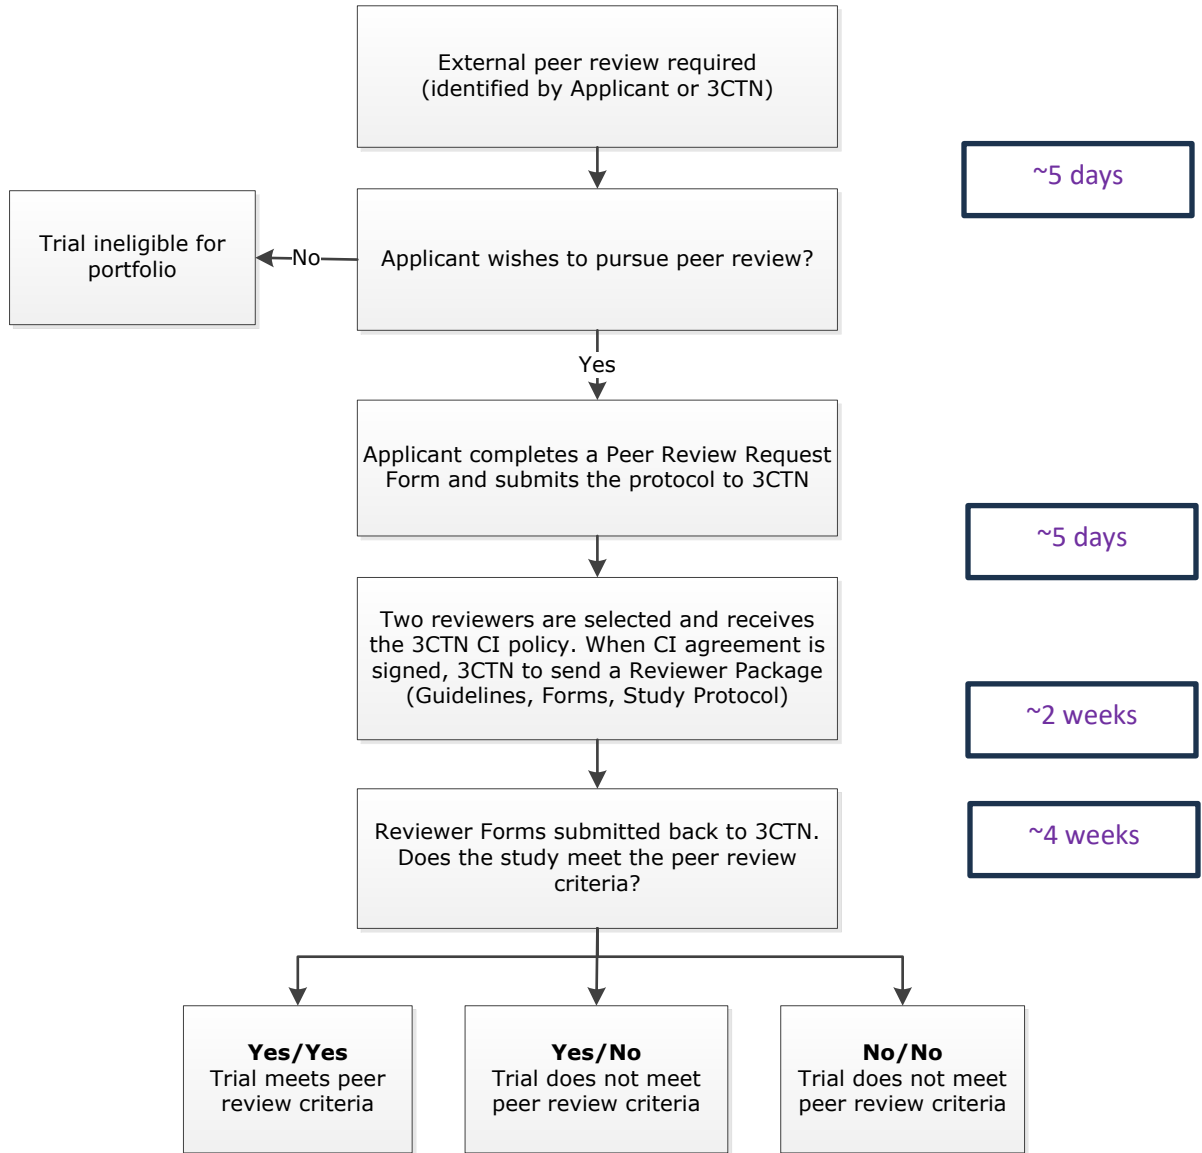 External peer review required
(identified by Applicant or 3CTN)
~5 days
Trial ineligible for
portfolio
No
Applicant wishes to pursue peer review?
Yes
Applicant completes a Peer Review Request
Form and submits the protocol to 3CTN
~5 days
Two reviewers are selected and receives
the 3CTN CI policy. When CI agreement is
signed, 3CTN to send a Reviewer Package
(Guidelines, Forms, Study Protocol)
~2 weeks
Reviewer Forms submitted back to 3CTN.
Does the study meet the peer review
criteria?
~4 weeks
Yes/Yes
Trial meets peer
review criteria
Yes/No
Trial does not meet
peer review criteria
No/No
Trial does not meet
peer review criteria